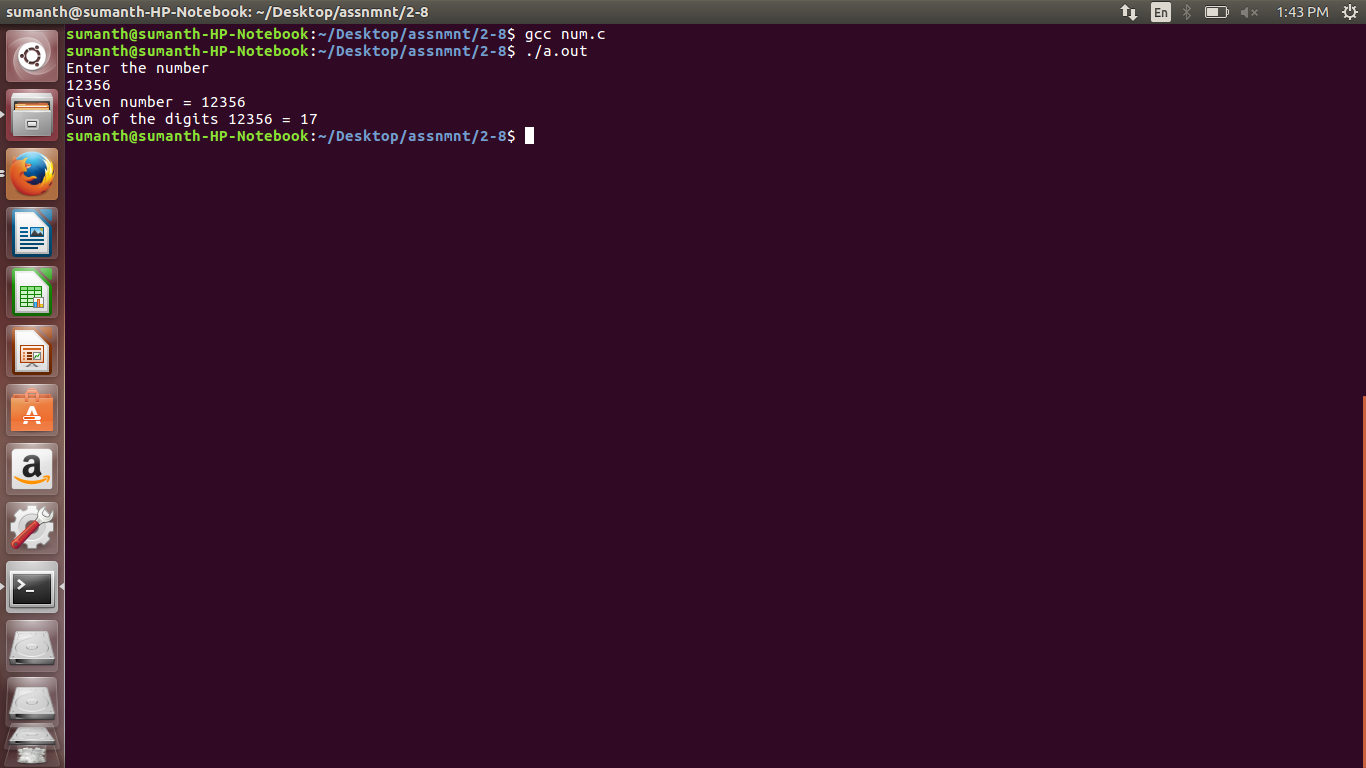 sumanth@sumanth-HP-Notebook: ~/Desktop/assnmnt/2-8
En
1:43 PM
sumanth@sumanth-HP-Notebook:~/Desktop/assnmnt/2-8$ gcc num.c
sumanth@sumanth-HP-Notebook:~/Desktop/assnmnt/2-8$ ./a.out
Enter the number
12356
Given number = 12356
Sum of the digits 12356 = 17
sumanth@sumanth-HP-Notebook:~/Desktop/assnmnt/2-8$
A
a
>_